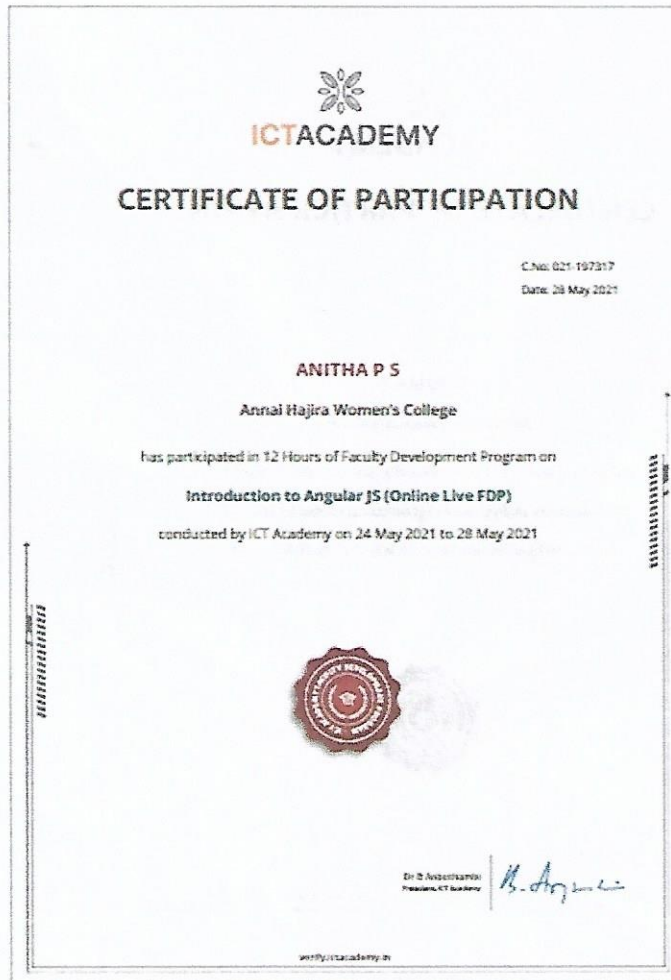 ICTACADEMY
CERTIFICATE OF PARTICIPATION
C.No: 021-197317
Date: 28 May 2021
ANITHA P S
Annai Hajira Women's College
has participated in 12 Hours of Faculty Development Program on
Introduction to Angular JS (Online Live FDP)
conducted by ICT Academy on 24 May 2021 to 28 May 2021
Dr B
President, ICT Academy
verify.ictacademy.in